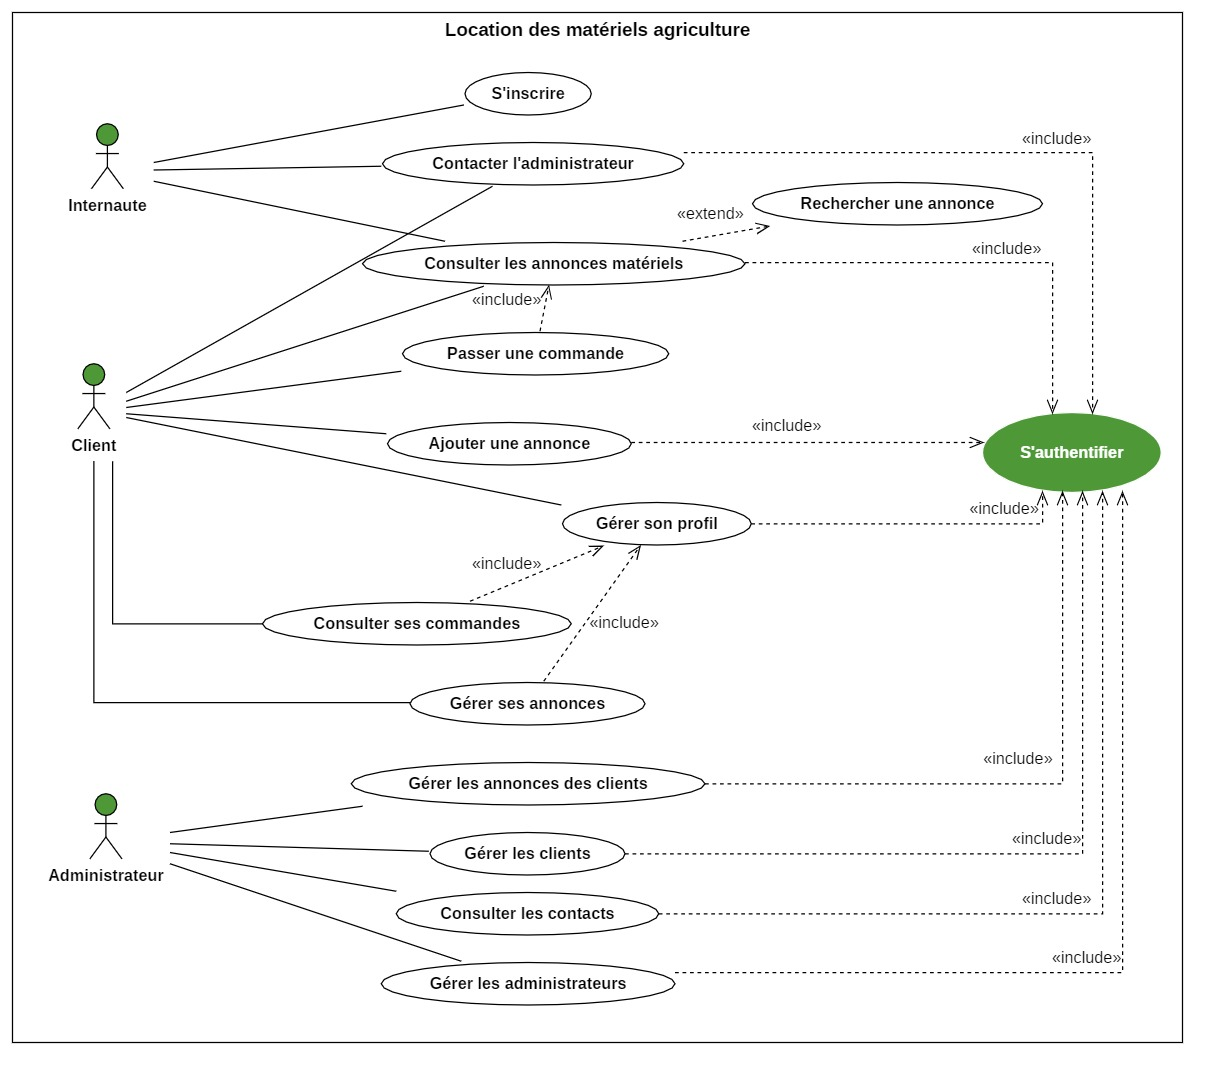 Location des matériels agriculture
S'inscrire
«include»
Contacter l'administrateur
Rechercher une annonce
Internaute
«extend»
«include»
Consulter les annonces matériels
«include»
Passer une commande
«include»
Client
Ajouter une annonce
S'authentifier
«include»
Gérer son profil
«include»
Consulter ses commandes
«include»
Gérer ses annonces
«include»
Gérer les annonces des clients
«include»
Gérer les clients
Administrateur
«include»
Consulter les contacts
«include»
Gérer les administrateurs